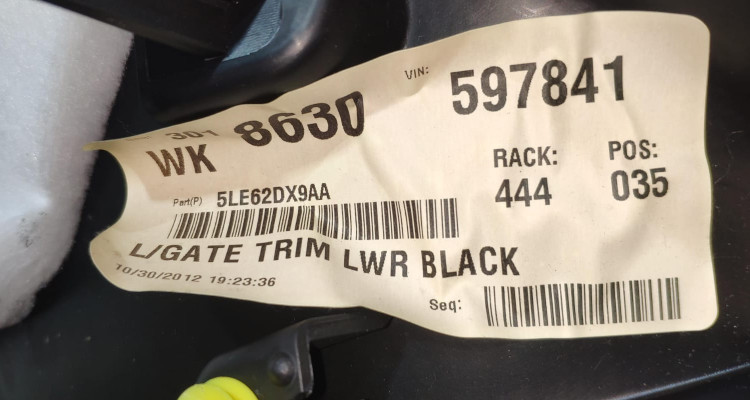 VIN: 597841
301 8630
WK
RACK: POS:
444 035
Part(P) 5LE62DX9AA
L/GATE TRIM LWR BLACK
10/30/2012 19:23:36
Seq: